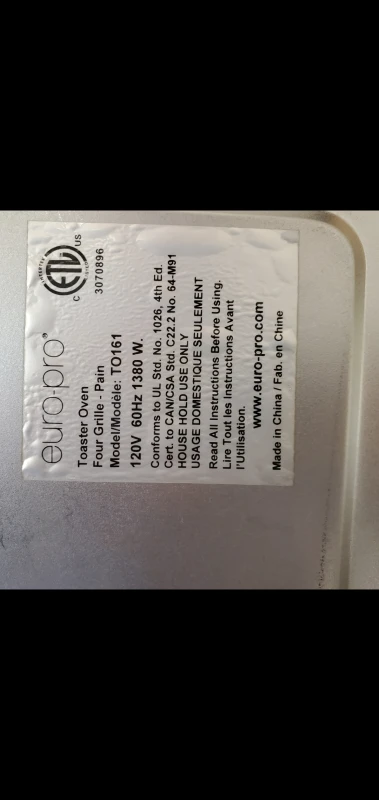 euro-pro®
Toaster Oven
Four Grille - Pain
Model/Modèle: TO161
120V 60Hz 1380 W.
C ETL US
3070896
Conforms to UL Std. No. 1026, 4th Ed.
Cert. to CAN/CSA Std. C22.2 No. 64-M91
HOUSE HOLD USE ONLY
USAGE DOMESTIQUE SEULEMENT
Read All Instructions Before Using.
Lire Tout les Instructions Avant
l'Utilisation.
www.euro-pro.com
Made in China / Fab. en Chine